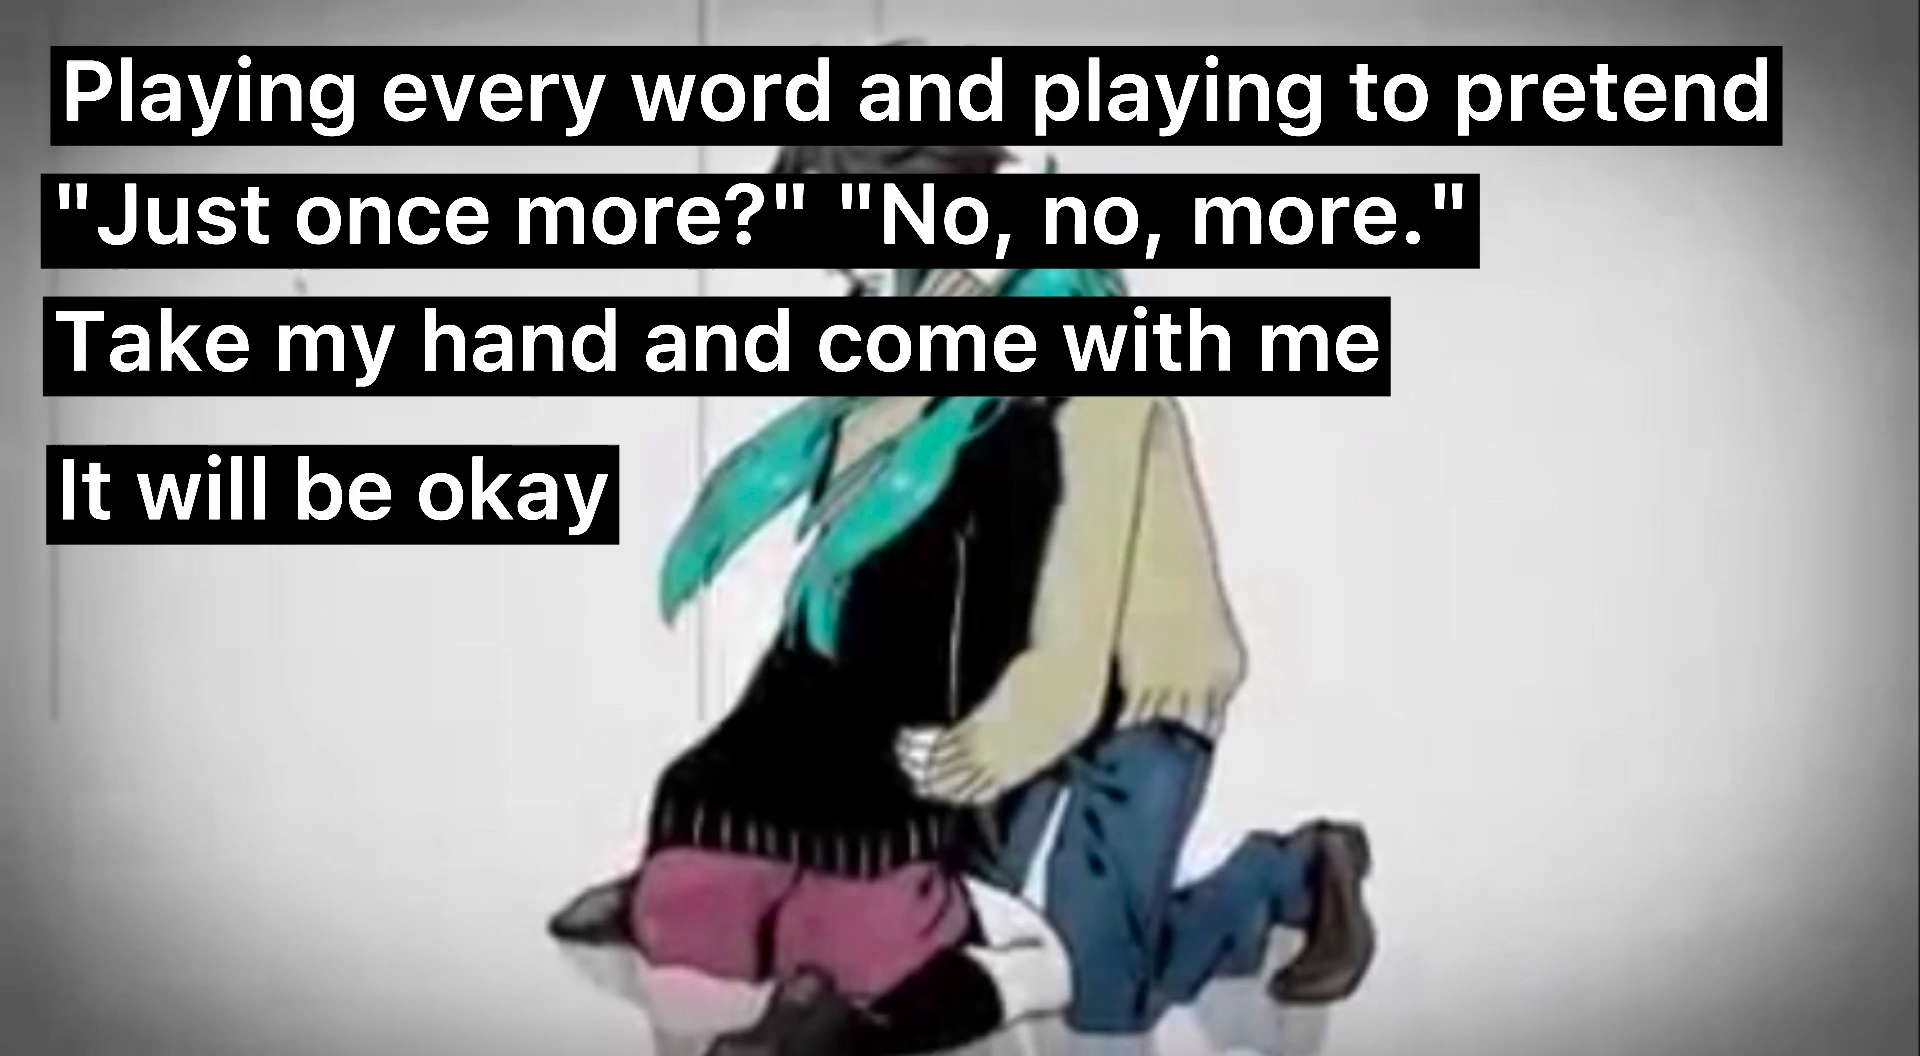 Playing every word and playing to pretend
"Just once more?" "No, no, more."
Take my hand and come with me
It will be okay